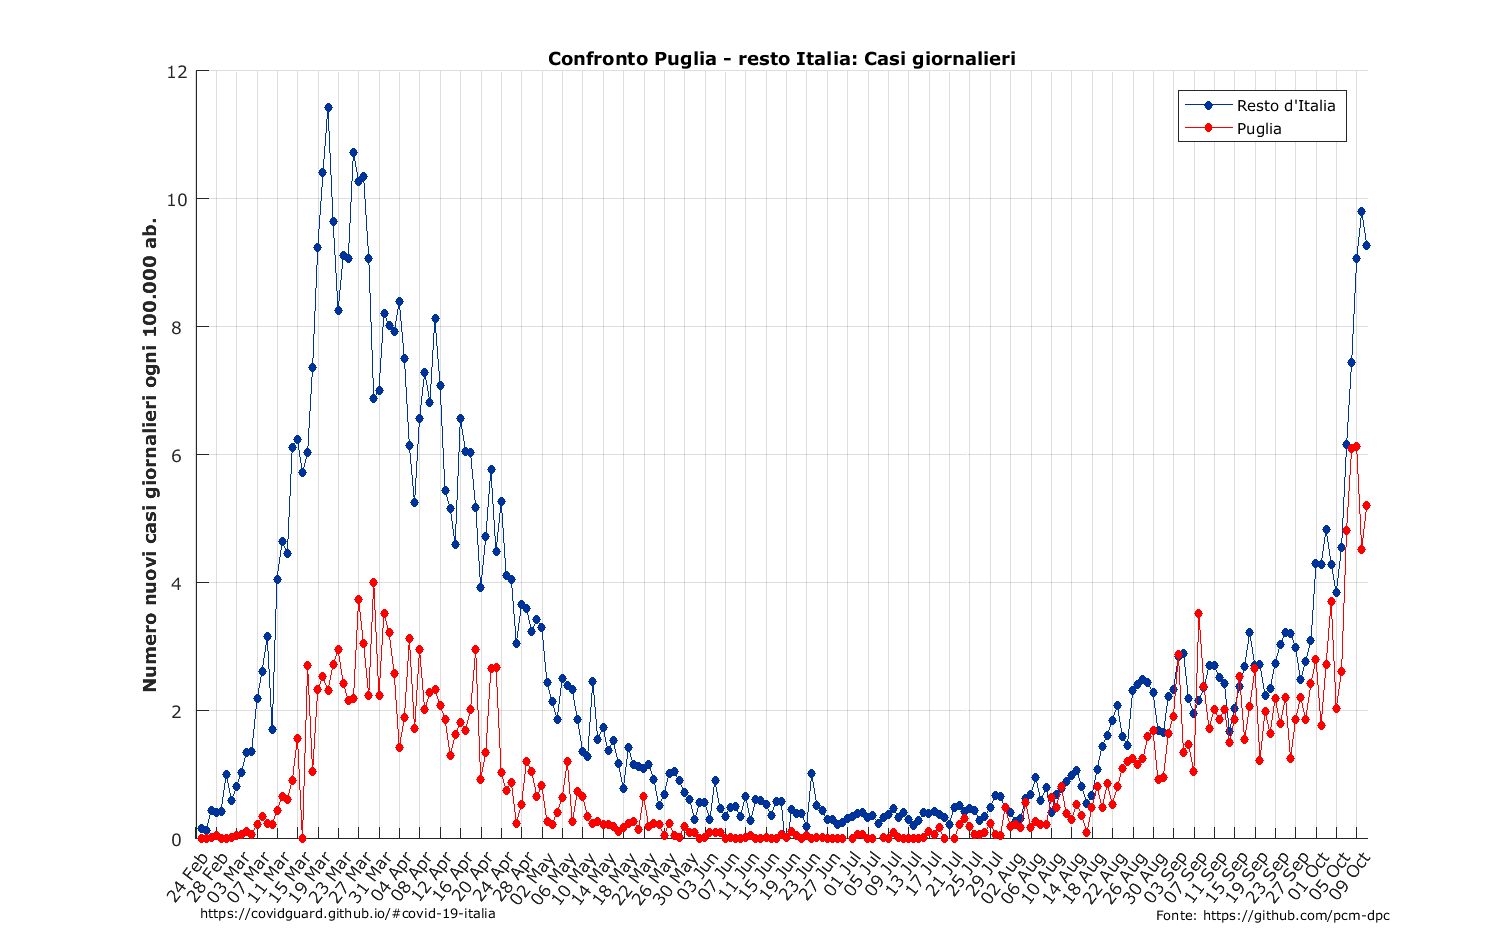 Confronto Puglia - resto Italia: Casi giornalieri
Resto d'Italia
Puglia
Numero nuovi casi giornalieri ogni 100.000 ab.
12
10
8
6
4
2
0
24 Feb
28 Feb
03 Mar
07 Mar
11 Mar
15 Mar
19 Mar
23 Mar
27 Mar
31 Mar
04 Apr
08 Apr
12 Apr
16 Apr
20 Apr
24 Apr
28 Apr
02 May
06 May
10 May
14 May
18 May
22 May
26 May
30 May
03 Jun
07 Jun
11 Jun
15 Jun
19 Jun
23 Jun
27 Jun
01 Jul
05 Jul
09 Jul
13 Jul
17 Jul
21 Jul
25 Jul
29 Jul
02 Aug
06 Aug
10 Aug
14 Aug
18 Aug
22 Aug
26 Aug
30 Aug
03 Sep
07 Sep
11 Sep
15 Sep
19 Sep
23 Sep
27 Sep
01 Oct
05 Oct
09 Oct
https://covidguard.github.io/#covid-19-italia
Fonte: https://github.com/pcm-dpc